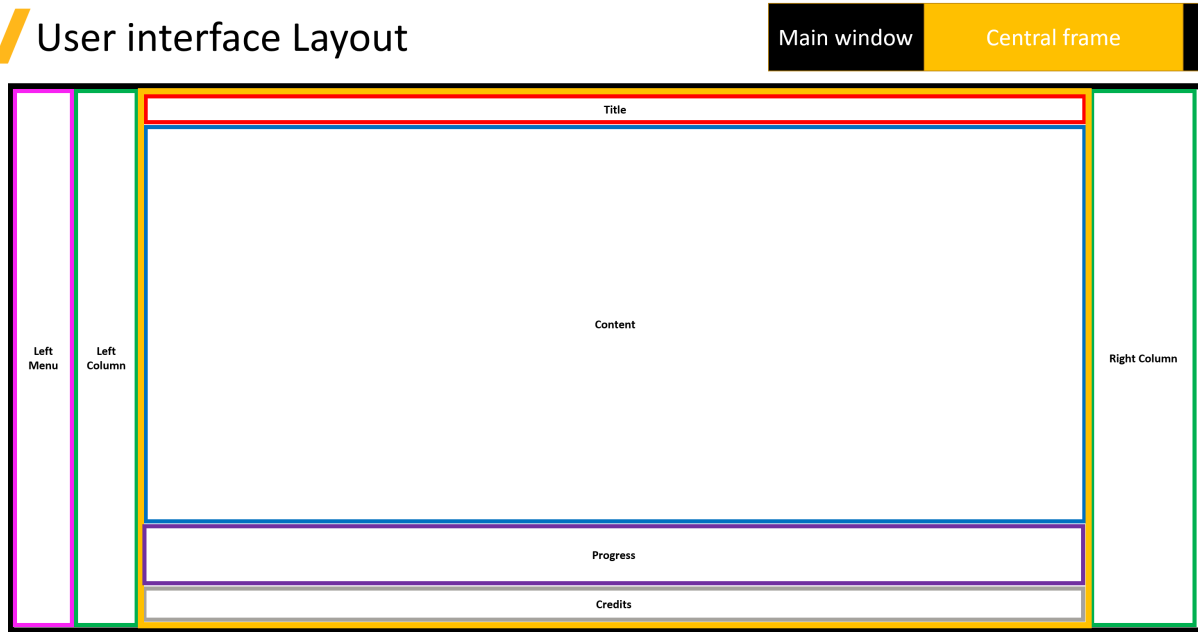 User interface Layout
Main window
Central frame
Title
Content
Left
Menu
Left
Column
Right Column
Progress
Credits